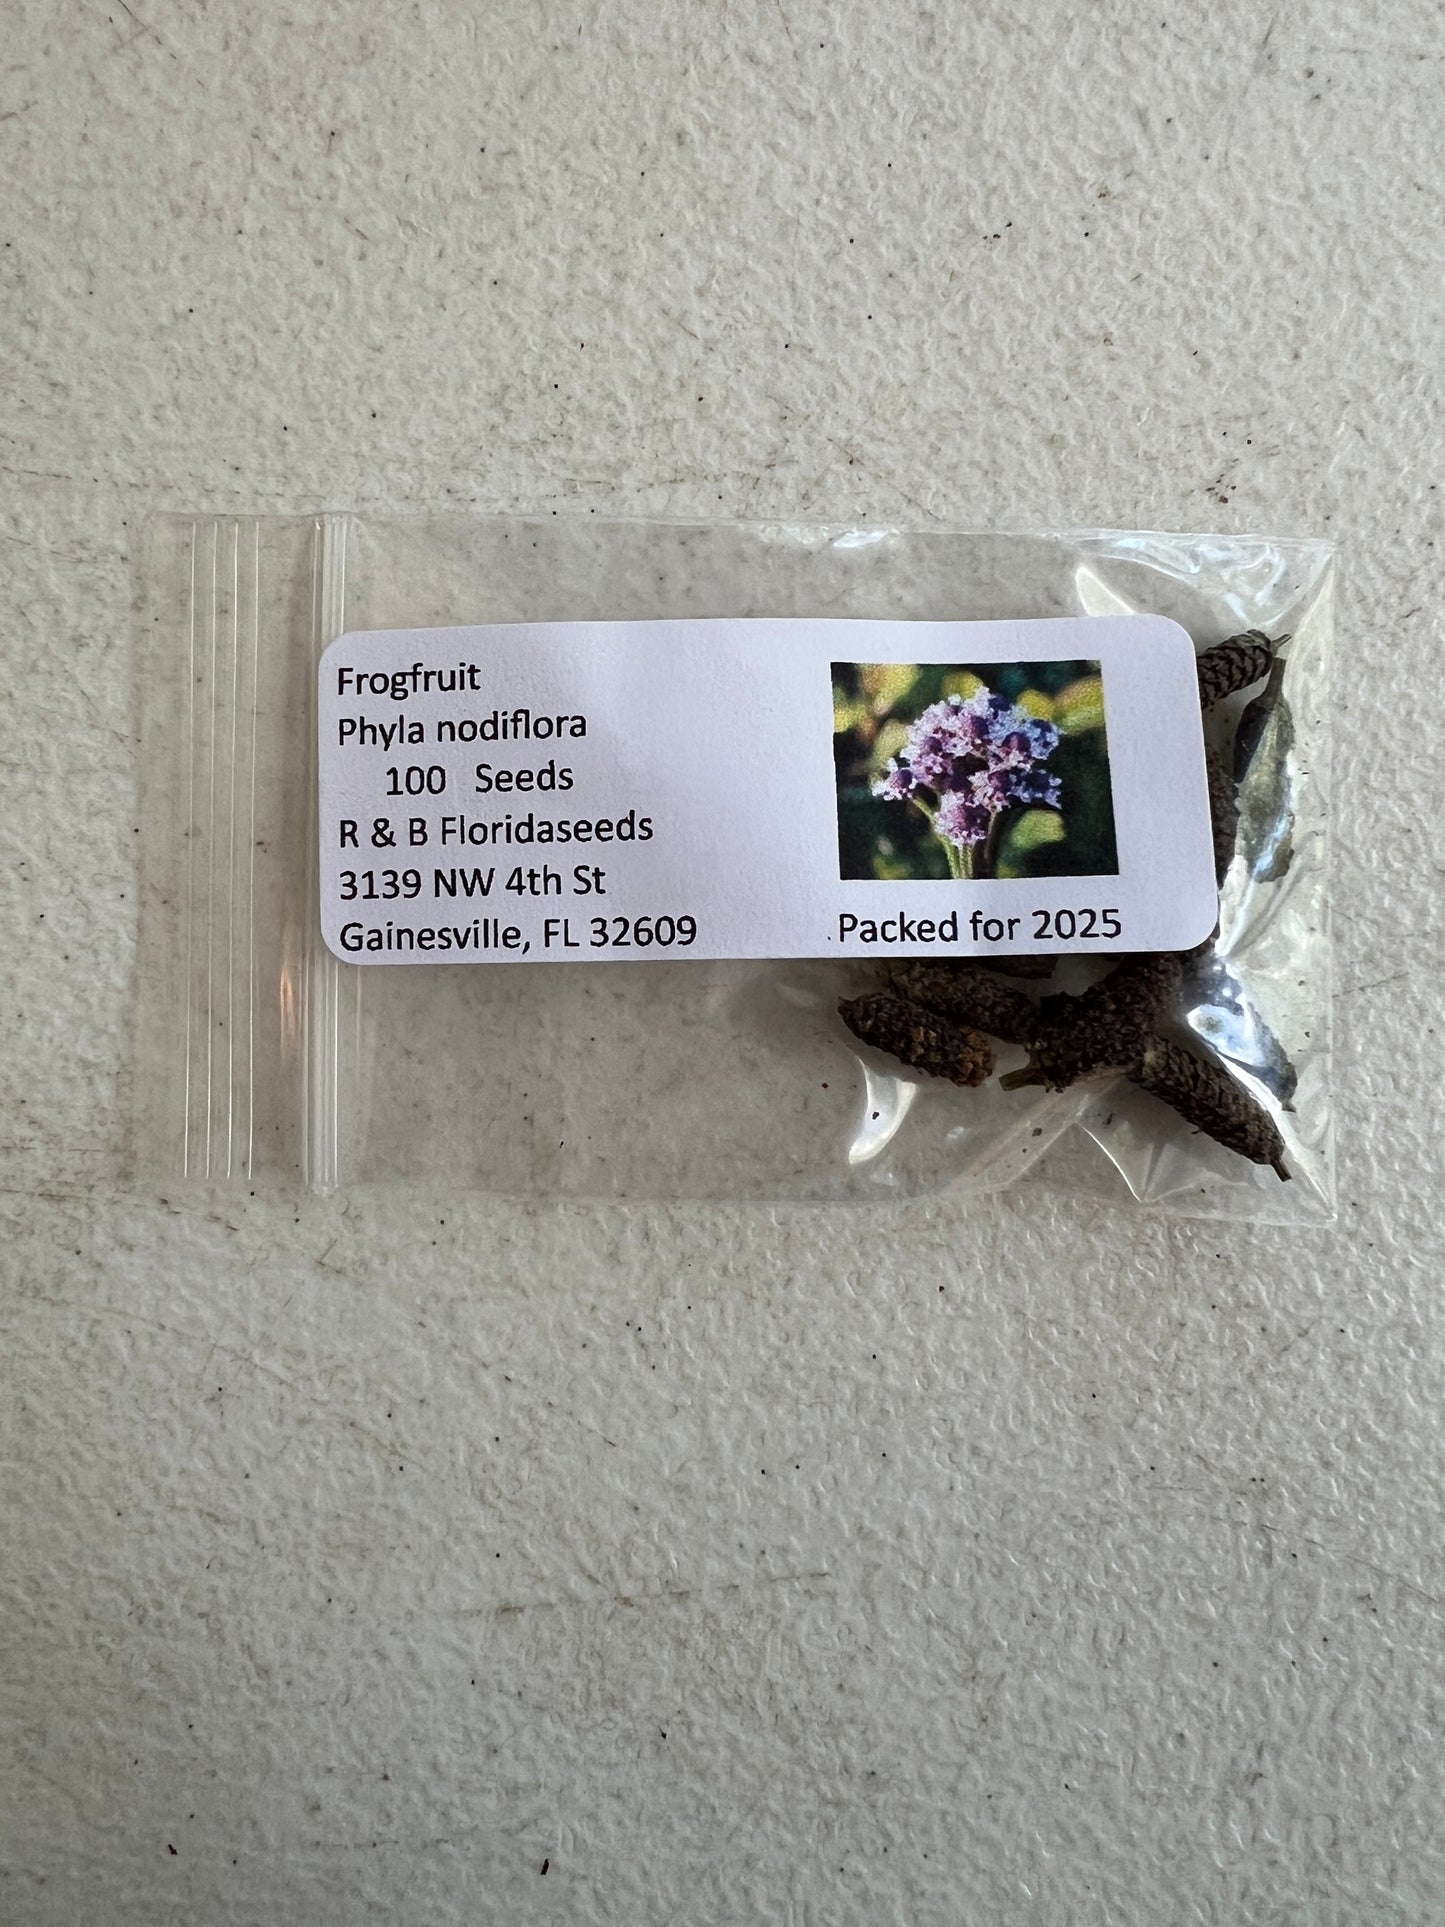 Frogfruit
Phyla nodiflora
100 Seeds
R & B Floridaseeds
3139 NW 4th St
Gainesville, FL 32609
Packed for 2025